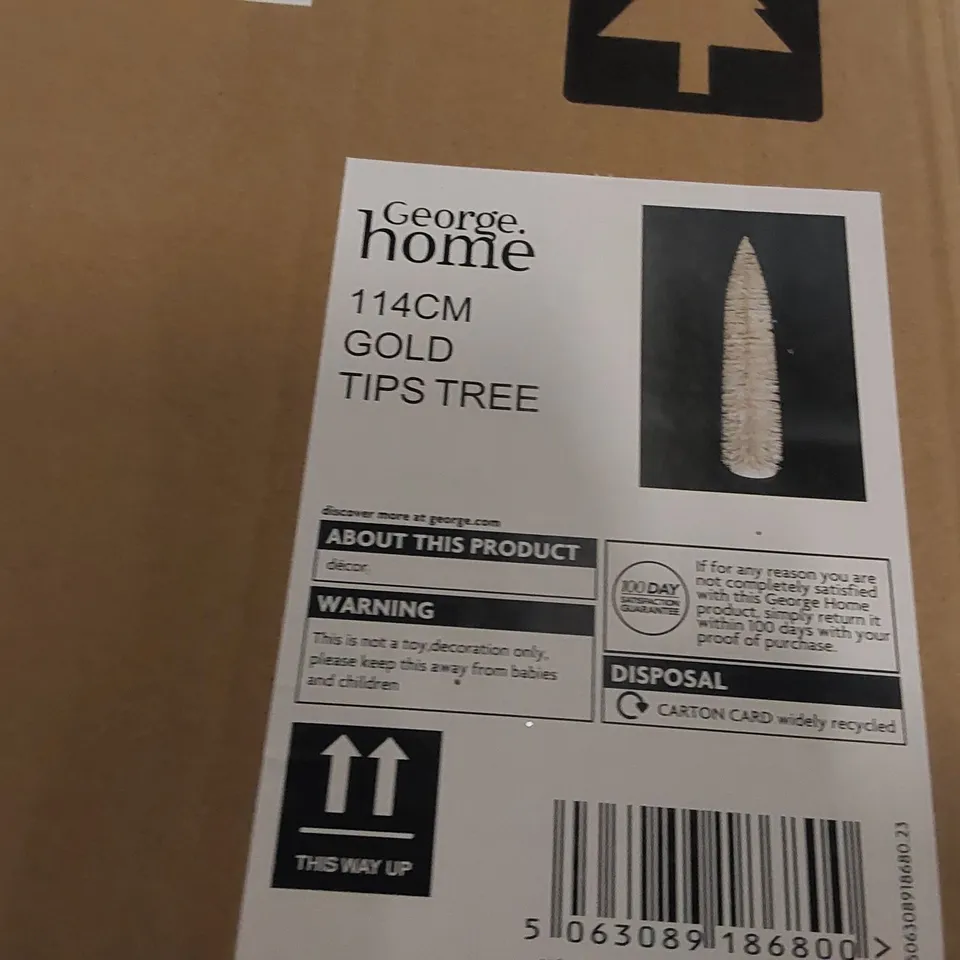 George.
home
114CM
GOLD
TIPS TREE
discover more at george.com
ABOUT THIS PRODUCT
décor.
WARNING
This is not a toy,decoration only,
please keep this away from babies
and children
100 DAY
SATISFACTION
GUARANTEE
If for any reason you are
not completely satisfied
with this George Home
product, simply return it
within 100 days with your
proof of purchase.
DISPOSAL
CARTON CARD widely recycled
THIS WAY UP
5 063089 186800 >